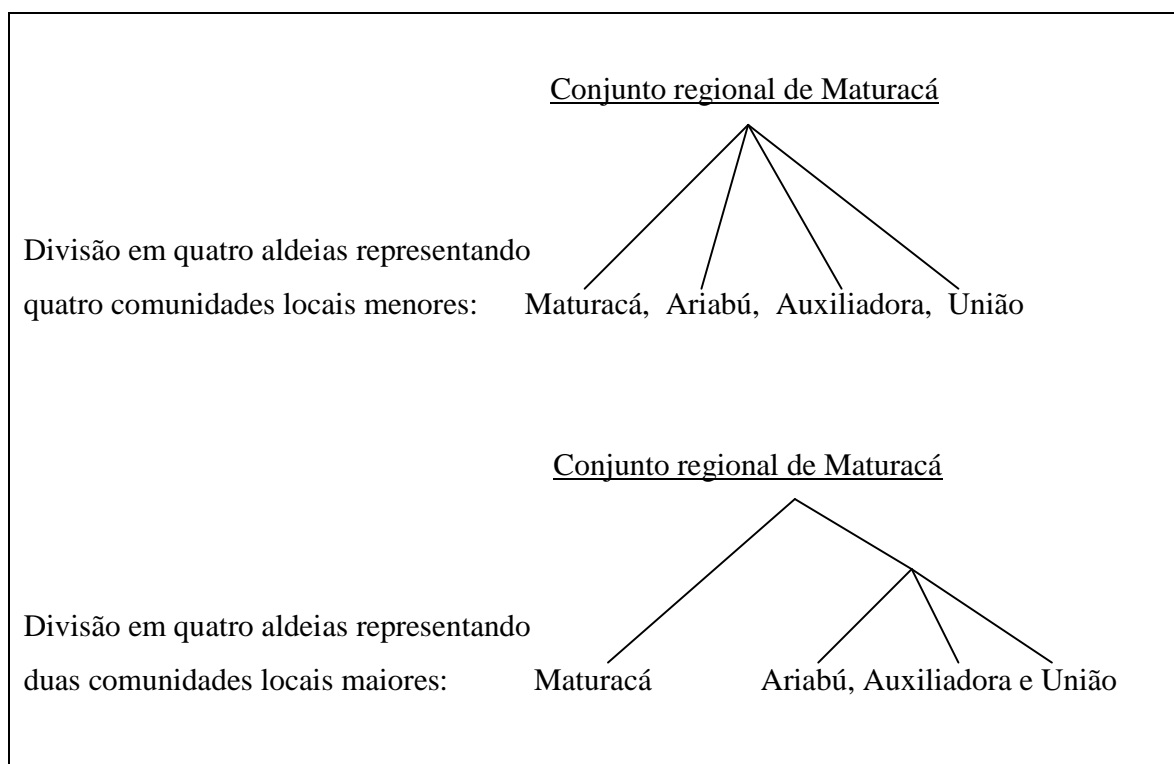 Conjunto regional de Maturacá
Divisão em quatro aldeias representando
quatro comunidades locais menores: Maturacá, Ariabú, Auxiliadora, União
Conjunto regional de Maturacá
Divisão em quatro aldeias representando
duas comunidades locais maiores: Maturacá Ariabú, Auxiliadora e União